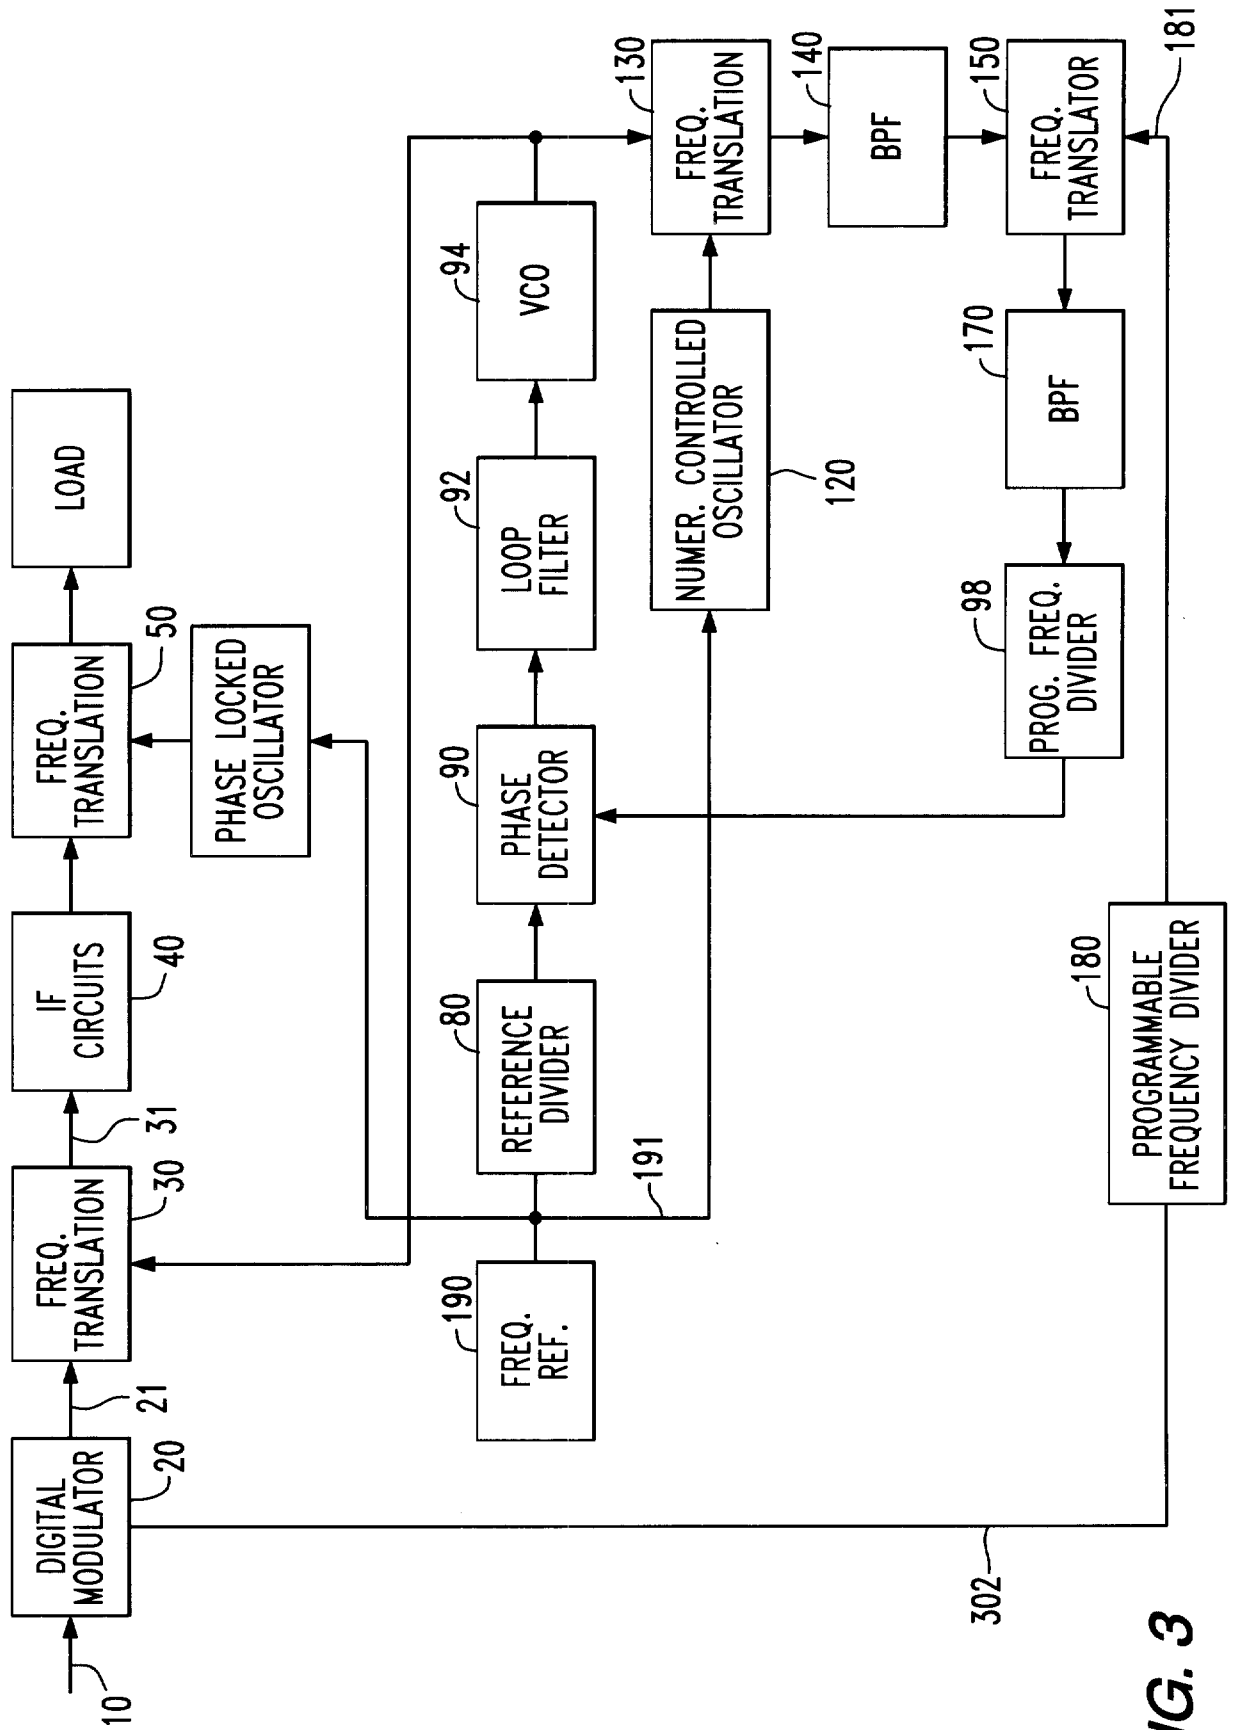 10
DIGITAL
MODULATOR
20
21
FREQ.
TRANSLATION
30
31
IF
CIRCUITS
40
FREQ.
TRANSLATION
50
LOAD
PHASE LOCKED
OSCILLATOR
190
FREQ.
REF.
191
80
REFERENCE
DIVIDER
90
PHASE
DETECTOR
92
LOOP
FILTER
94
VCO
NUMER. CONTROLLED
OSCILLATOR
120
130
FREQ.
TRANSLATION
140
BPF
150
FREQ.
TRANSLATOR
181
170
BPF
98
PROG. FREQ.
DIVIDER
180
PROGRAMMABLE
FREQUENCY DIVIDER
302
IG. 3